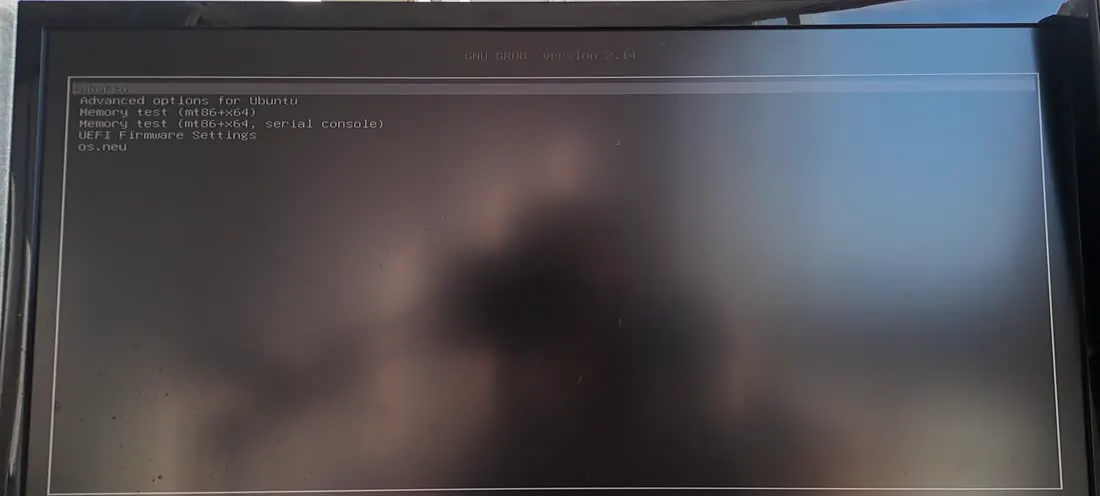 GNU GRUB version 2.14
Ubuntu
Advanced options for Ubuntu
Memory test (mt86+x64)
Memory test (mt86+x64, serial console)
UEFI Firmware Settings
os.neu